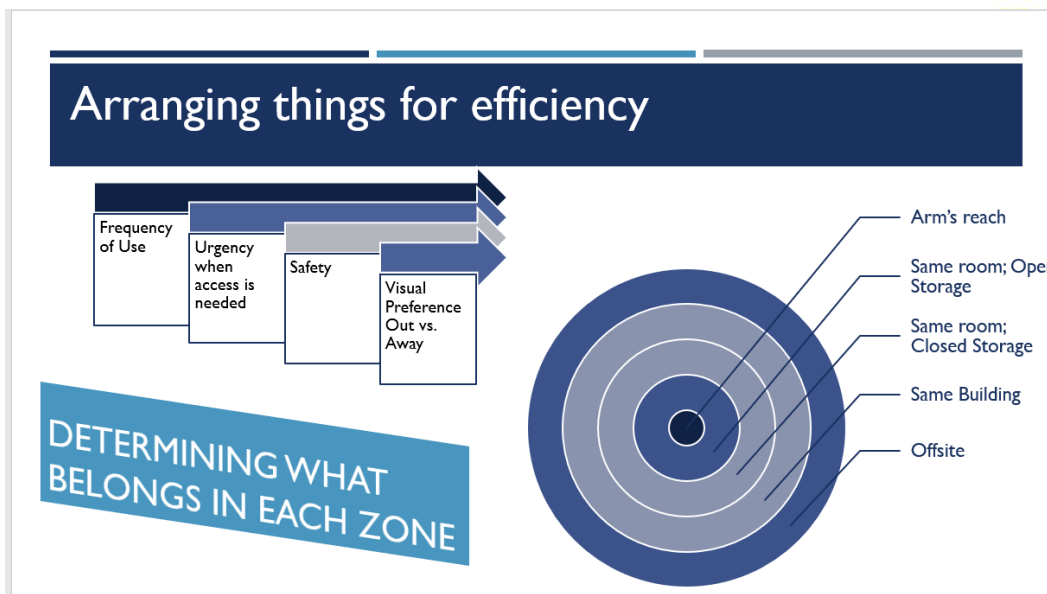 Arranging things for efficiency
Frequency
of Use
Urgency
when
access is
needed
Safety
Visual
Preference
Out vs.
Away
DETERMINING WHAT
BELONGS IN EACH ZONE
Arm's reach
Same room; Ope
Storage
Same room;
Closed Storage
Same Building
Offsite